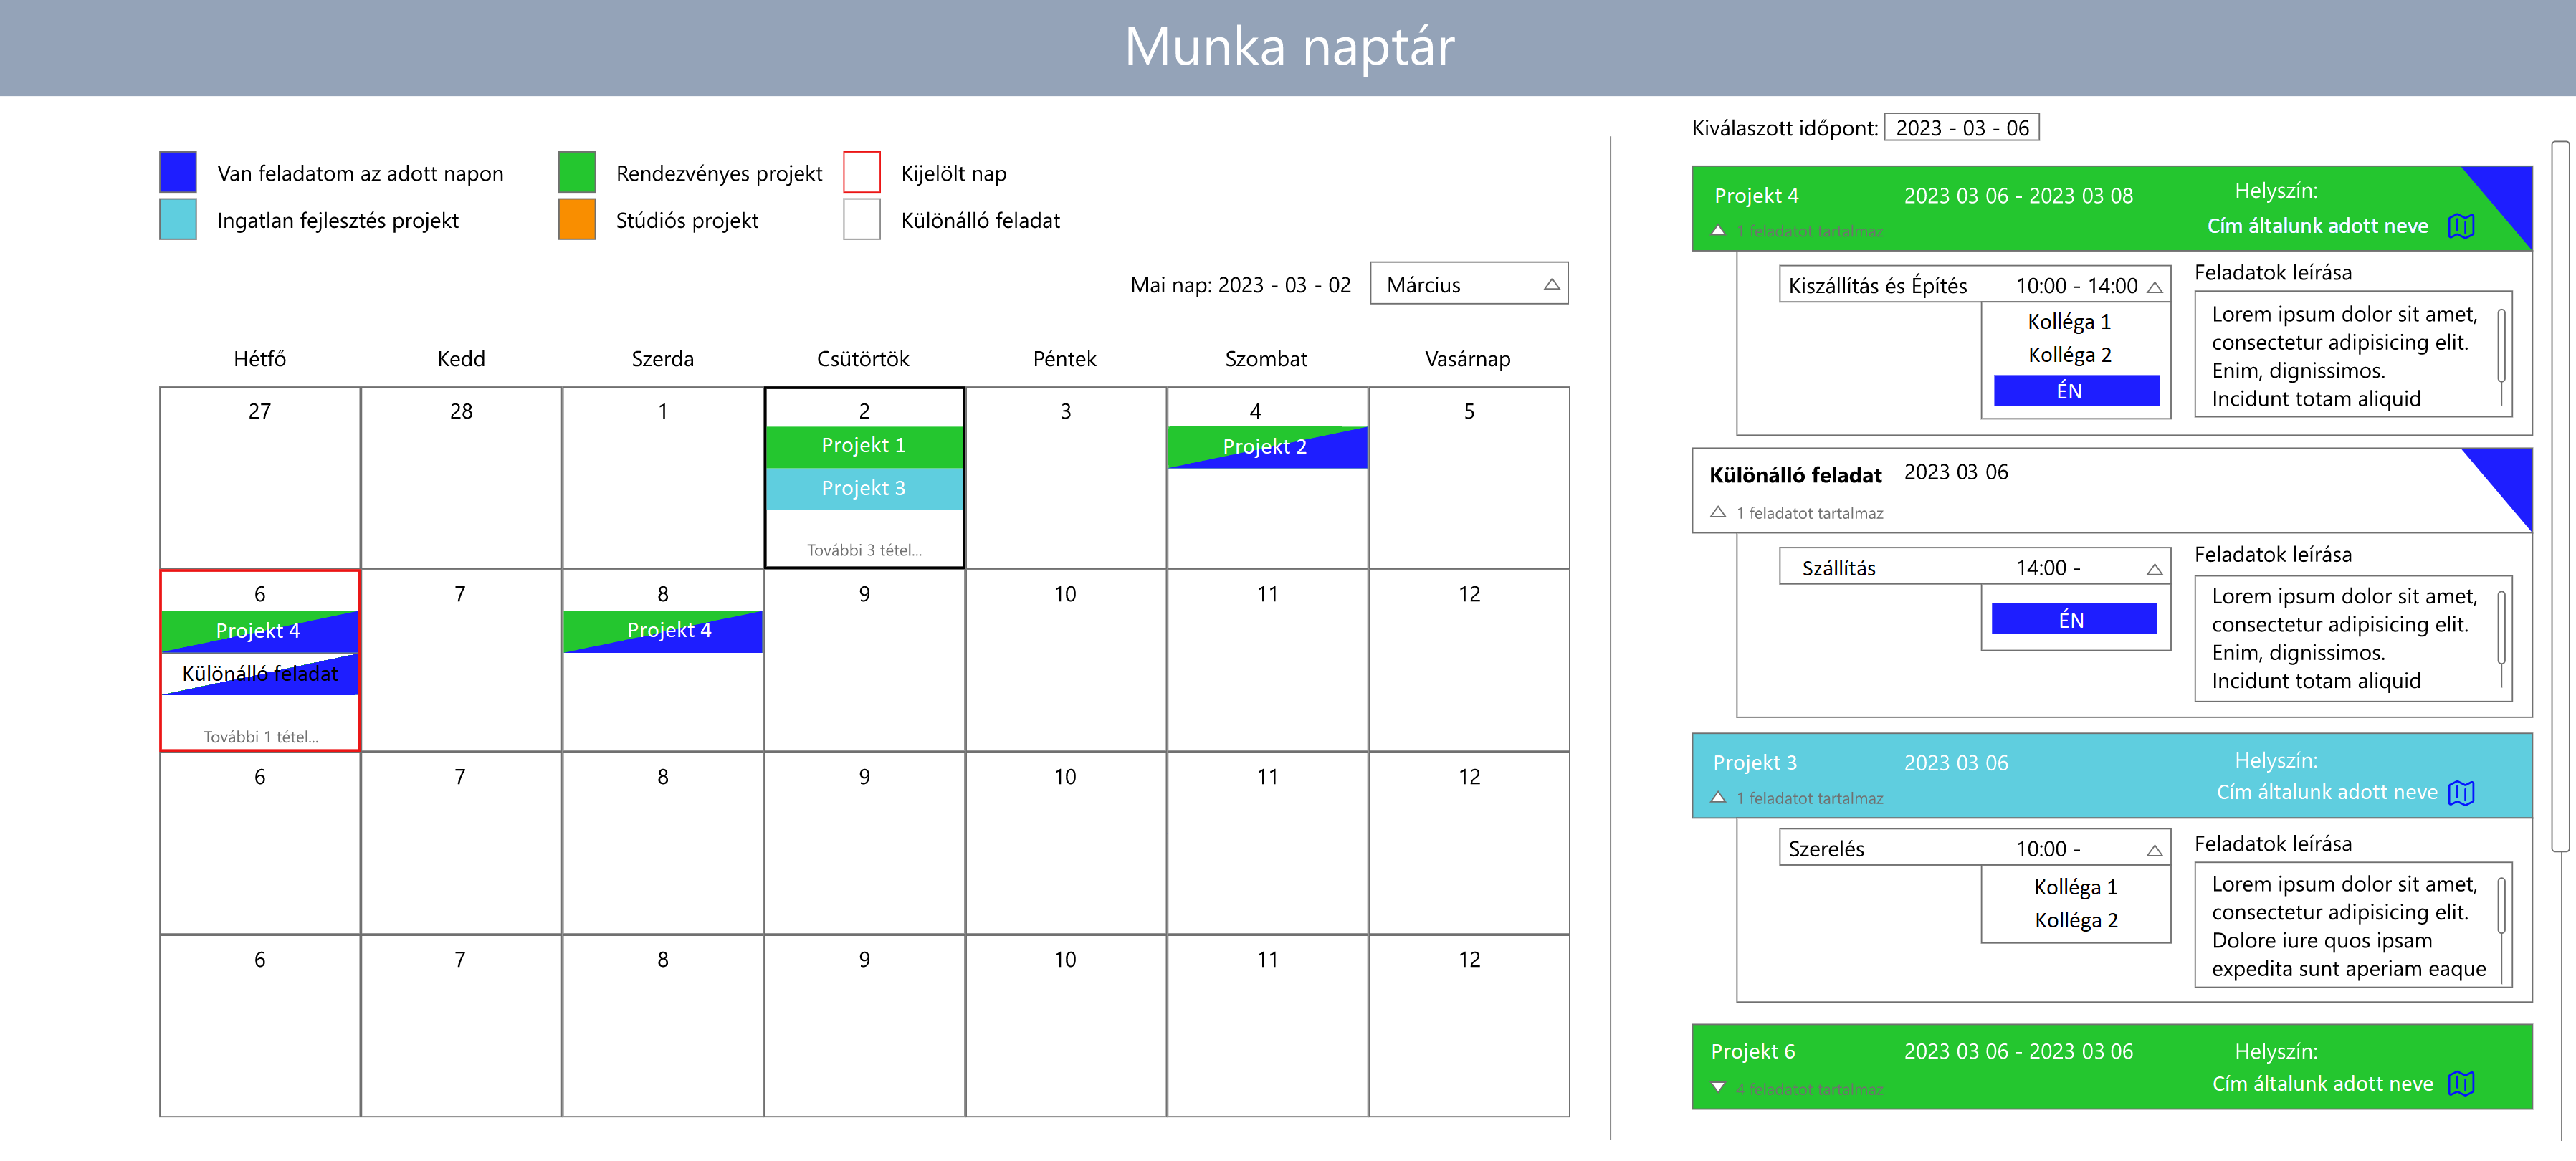 Munka naptár
Van feladatom az adott napon
Rendezvényes projekt
Kijelölt nap
Ingatlan fejlesztés projekt
Stúdiós projekt
Különálló feladat
Mai nap: 2023 - 03 - 02
Március
Hétfő Kedd Szerda Csütörtök Péntek Szombat Vasárnap
27 28 1 2 3 4 5
Projekt 1
Projekt 2
Projekt 3
További 3 tétel...
6 7 8 9 10 11 12
Projekt 4
Projekt 4
Különálló feladat
További 1 tétel...
6 7 8 9 10 11 12
6 7 8 9 10 11 12
Kiválaszott időpont: 2023 - 03 - 06
Projekt 4
2023 03 06 - 2023 03 08
Helyszín:
1 feladatot tartalmaz
Cím általunk adott neve
Kiszállítás és Építés
10:00 - 14:00
Kolléga 1
Kolléga 2
ÉN
Feladatok leírása
Lorem ipsum dolor sit amet,
consectetur adipisicing elit.
Enim, dignissimos.
Incidunt totam aliquid
Különálló feladat
2023 03 06
1 feladatot tartalmaz
Szállítás
14:00 -
ÉN
Feladatok leírása
Lorem ipsum dolor sit amet,
consectetur adipisicing elit.
Enim, dignissimos.
Incidunt totam aliquid
Projekt 3
2023 03 06
Helyszín:
1 feladatot tartalmaz
Cím általunk adott neve
Szerelés
10:00 -
Kolléga 1
Kolléga 2
Feladatok leírása
Lorem ipsum dolor sit amet,
consectetur adipisicing elit.
Dolore iure quos ipsam
expedita sunt aperiam eaque
Projekt 6
2023 03 06 - 2023 03 06
Helyszín:
4 feladatot tartalmaz
Cím általunk adott neve